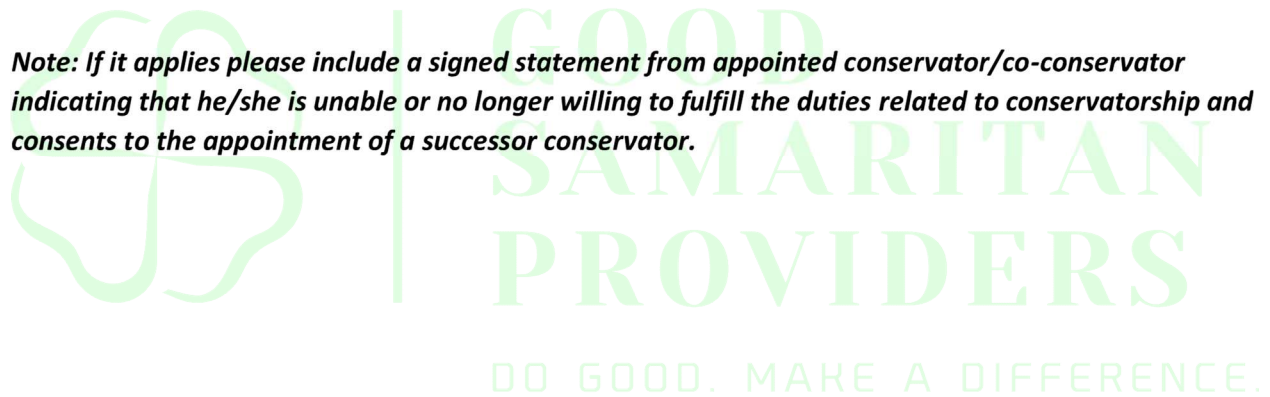 Note: If it applies please include a signed statement from appointed conservator/co-conservator
indicating that he/she is unable or no longer willing to fulfill the duties related to conservatorship and
consents to the appointment of a successor conservator.
GOOD
SAMARITAN
PROVIDERS
DO GOOD. MAKE A DIFFERENCE.